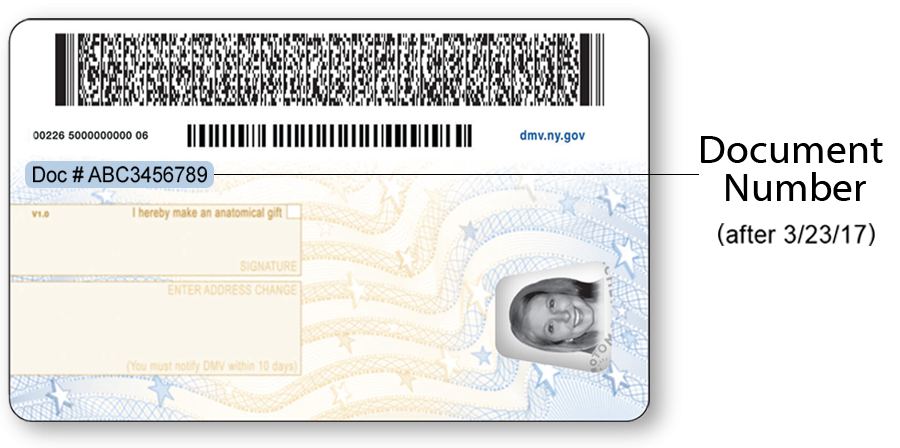 00226 5000000000 06
dmv.ny.gov
Doc # ABC3456789
Document
Number
(after 3/23/17)
V1.0
I hereby make an anatomical gift
SIGNATURE
ENTER ADDRESS CHANGE
(You must notify DMV within 10 days)